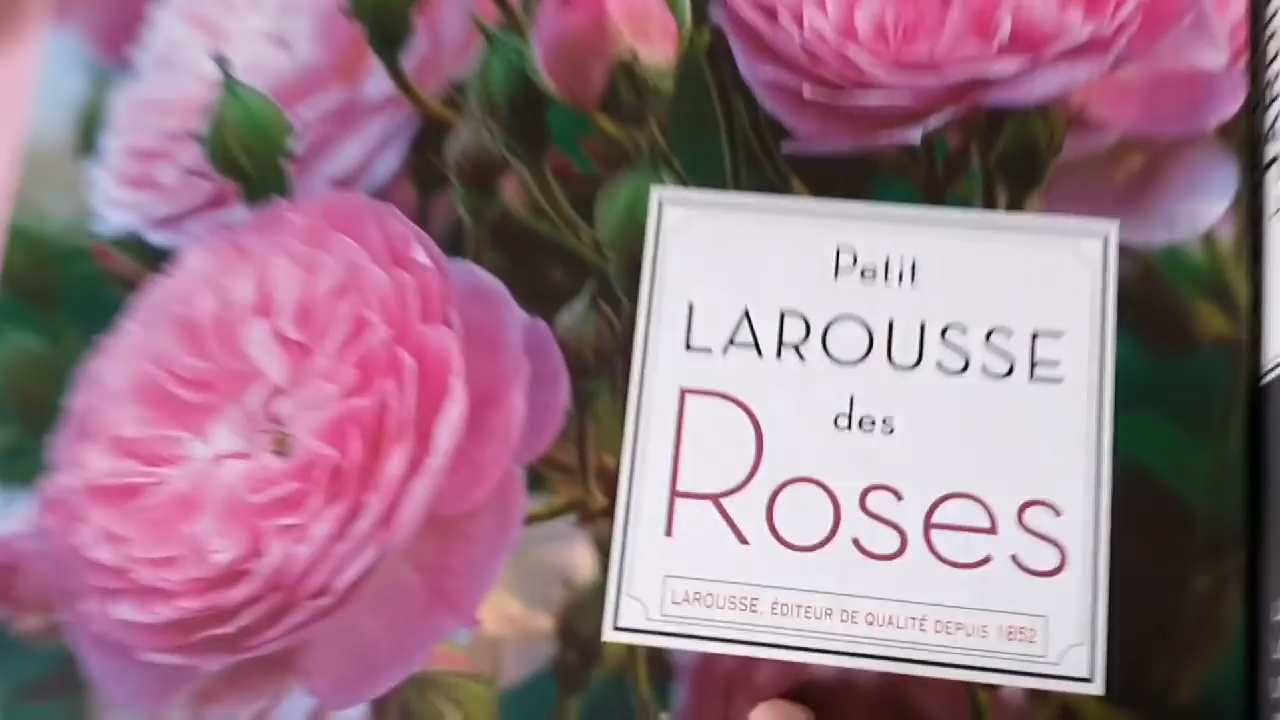 Petit
LAROUSSE
des
Roses
LAROUSSE, ÉDITEUR DE QUALITÉ DEPUIS 1852